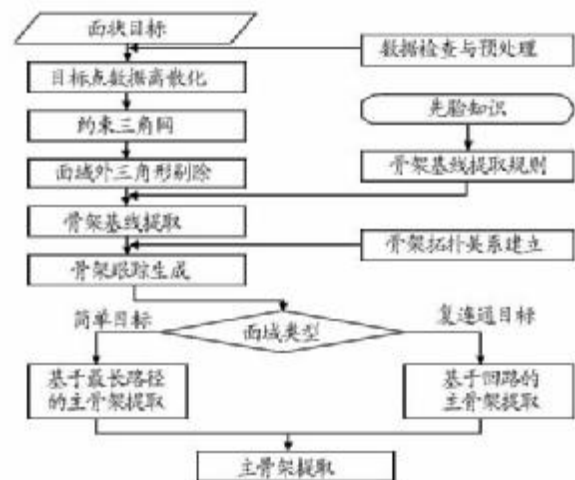 面块目标
数据检查与预处理
目标点数据离散化
约束三角网
先验知识
面域外三角形剔除
骨架基线提取规则
骨架基线提取
骨架拓扑关系建立
骨架跟踪生成
简单目标
面域类型
复连通目标
基于最长路径
的主骨架提取
基于回路的
主骨架提取
主骨架提取